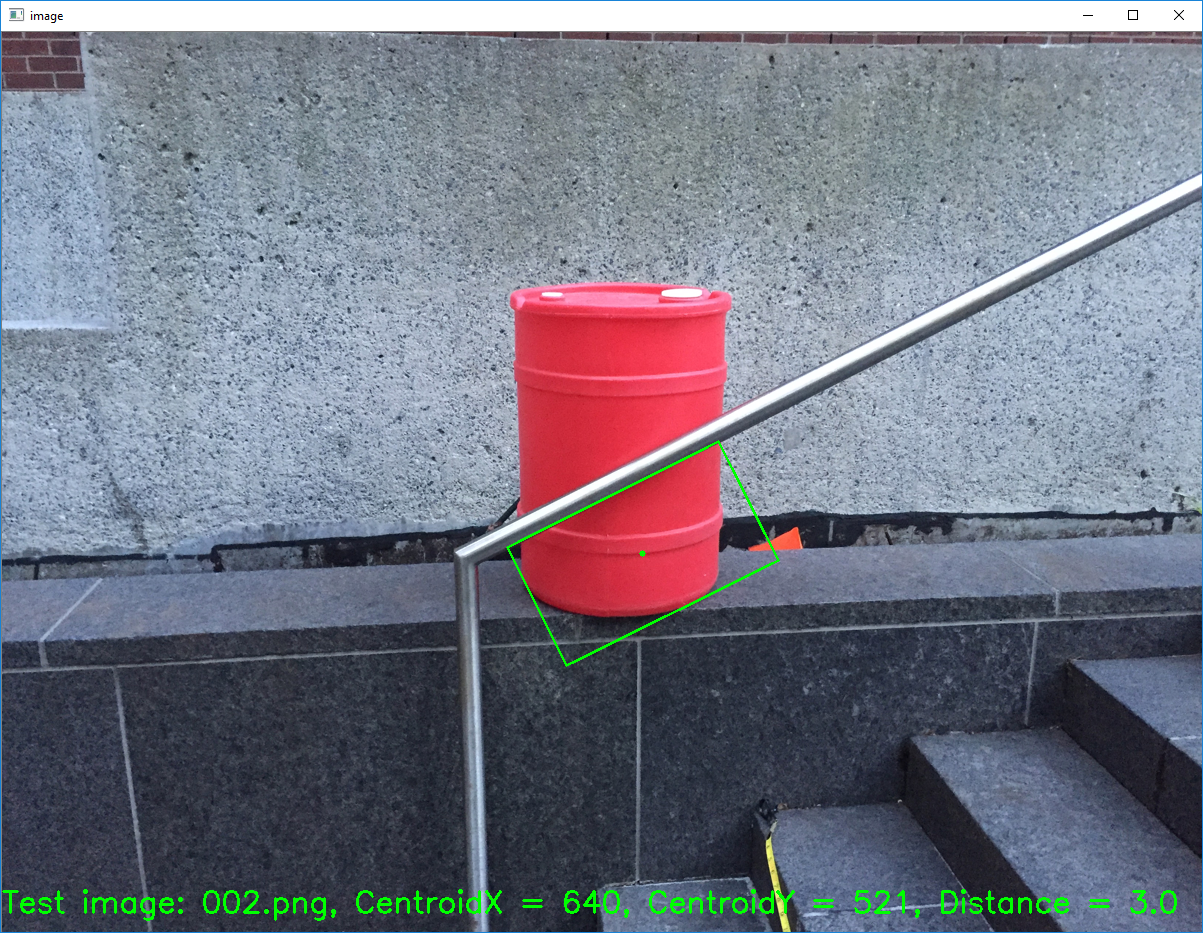 image
Test image: 002.png, CentroidX = 640, CentroidY = 521, Distance = 3.0